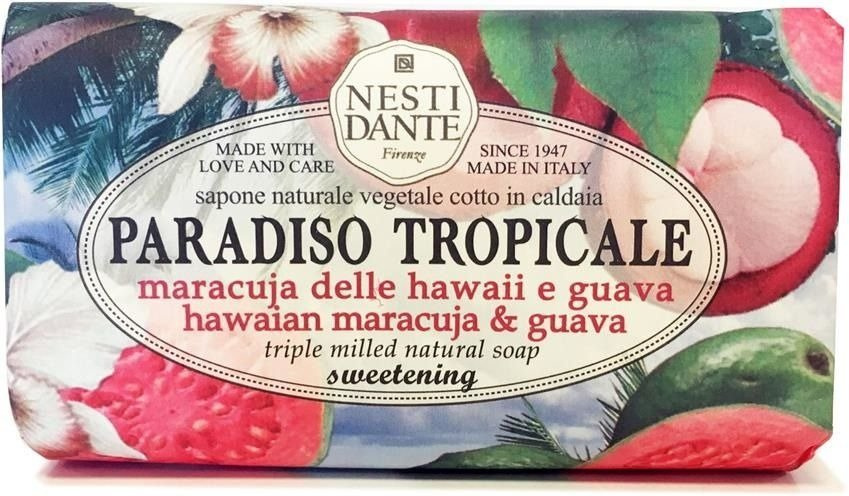 NESTI
DANTE
Firenze
MADE WITH
LOVE AND CARE
SINCE 1947
MADE IN ITALY
sapone naturale vegetale cotto in caldaia
PARADISO TROPICALE
maracuja delle hawaii e guava
hawaian maracuja & guava
triple milled natural soap
sweetening